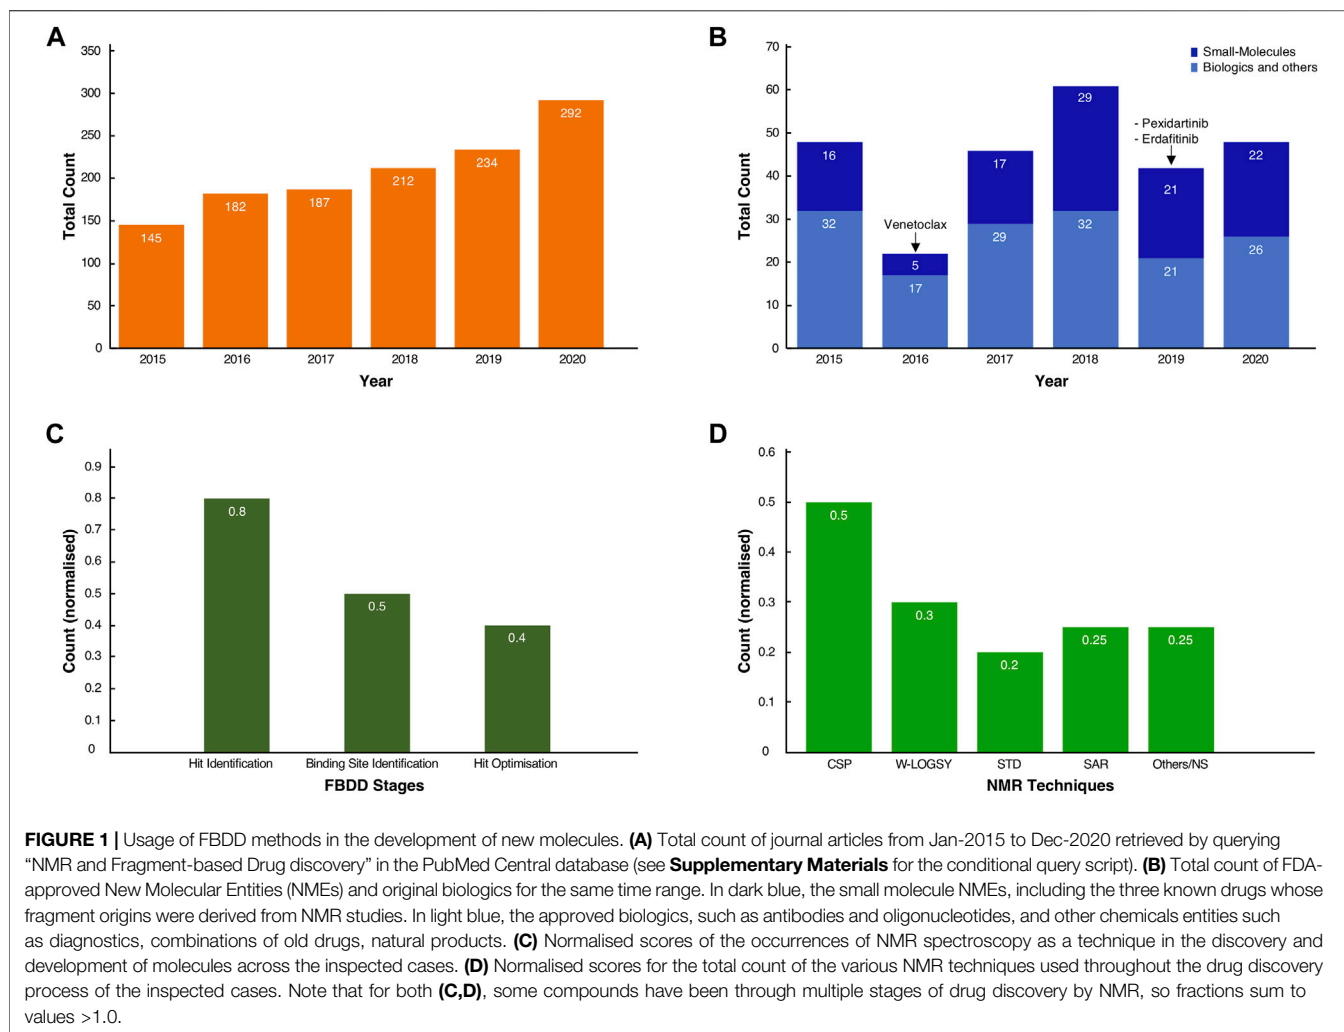 A
350
300
250
200
150
100
50
0
Total Count
145
182
187
212
234
292
2015 2016 2017 2018 2019 2020
Year
B
70
60
50
40
30
20
10
0
Total Count
Small-Molecules
Biologics and others
16
32
Venetoclax
5
17
17
29
29
32
- Pexidartinib
- Erdafitinib
21
21
22
26
2015 2016 2017 2018 2019 2020
Year
C
0.9
0.8
0.7
0.6
0.5
0.4
0.3
0.2
0.1
0
Count (normalised)
0.8
0.5
0.4
Hit Identification Binding Site Identification Hit Optimisation
FBDD Stages
D
0.6
0.5
0.4
0.3
0.2
0.1
0
Count (normalised)
0.5
0.3
0.2
0.25
0.25
CSP W-LOGSY STD SAR Others/NS
NMR Techniques
FIGURE 1 | Usage of FBDD methods in the development of new molecules. (A) Total count of journal articles from Jan-2015 to Dec-2020 retrieved by querying
“NMR and Fragment-based Drug discovery” in the PubMed Central database (see Supplementary Materials for the conditional query script). (B) Total count of FDA-
approved New Molecular Entities (NMEs) and original biologics for the same time range. In dark blue, the small molecule NMEs, including the three known drugs whose
fragment origins were derived from NMR studies. In light blue, the approved biologics, such as antibodies and oligonucleotides, and other chemicals entities such
as diagnostics, combinations of old drugs, natural products. (C) Normalised scores of the occurrences of NMR spectroscopy as a technique in the discovery and
development of molecules across the inspected cases. (D) Normalised scores for the total count of the various NMR techniques used throughout the drug discovery
process of the inspected cases. Note that for both (C,D), some compounds have been through multiple stages of drug discovery by NMR, so fractions sum to
values >1.0.